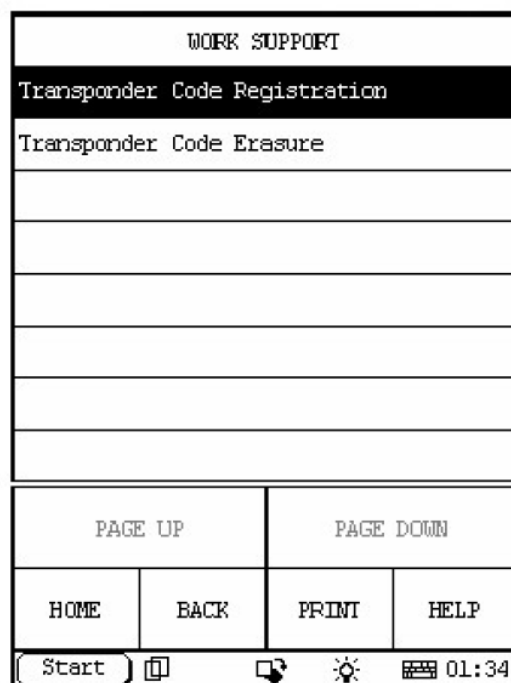 WORK SUPPORT
Transponder Code Registration
Transponder Code Erasure
PAGE UP PAGE DOWN
HOME BACK PRINT HELP
Start 01:34